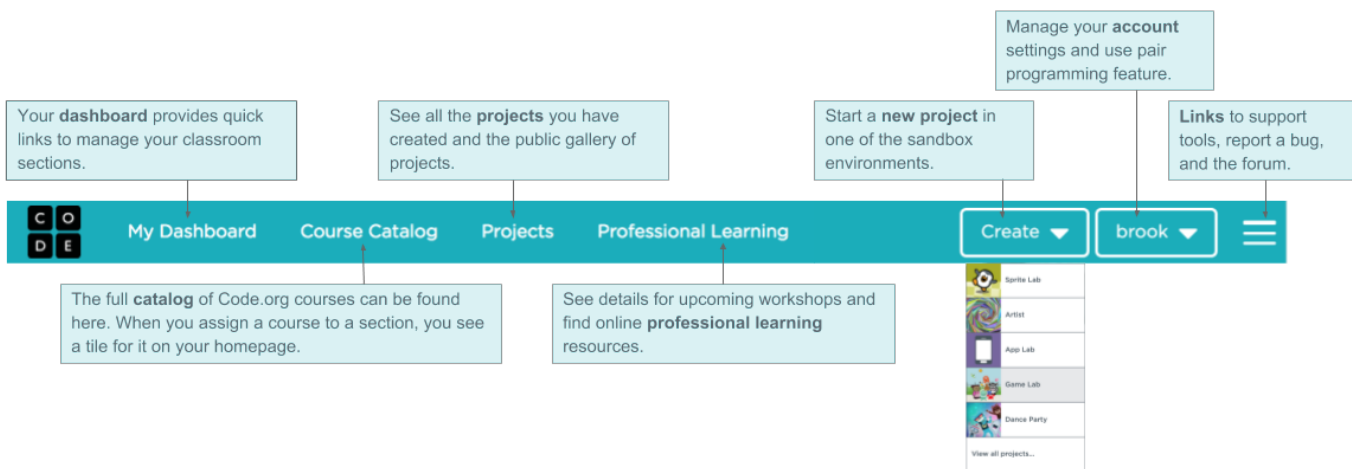 Manage your account
settings and use pair
programming feature.
Your dashboard provides quick
links to manage your classroom
sections.
See all the projects you have
created and the public gallery of
projects.
Start a new project in
one of the sandbox
environments.
Links to support
tools, report a bug,
and the forum.
C O
D E
My Dashboard
Course Catalog
Projects
Professional Learning
Create
brook
The full catalog of Code.org courses can be found
here. When you assign a course to a section, you see
a tile for it on your homepage.
See details for upcoming workshops and
find online professional learning
resources.
Sprite Lab
Artist
App Lab
Game Lab
Dance Party
View all projects...